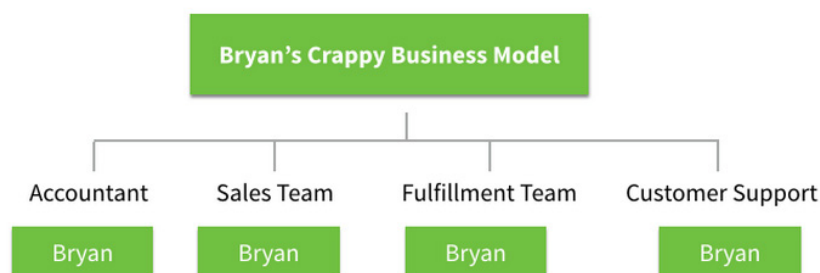 Bryan’s Crappy Business Model
Accountant Sales Team Fulfillment Team Customer Support
Bryan Bryan Bryan Bryan